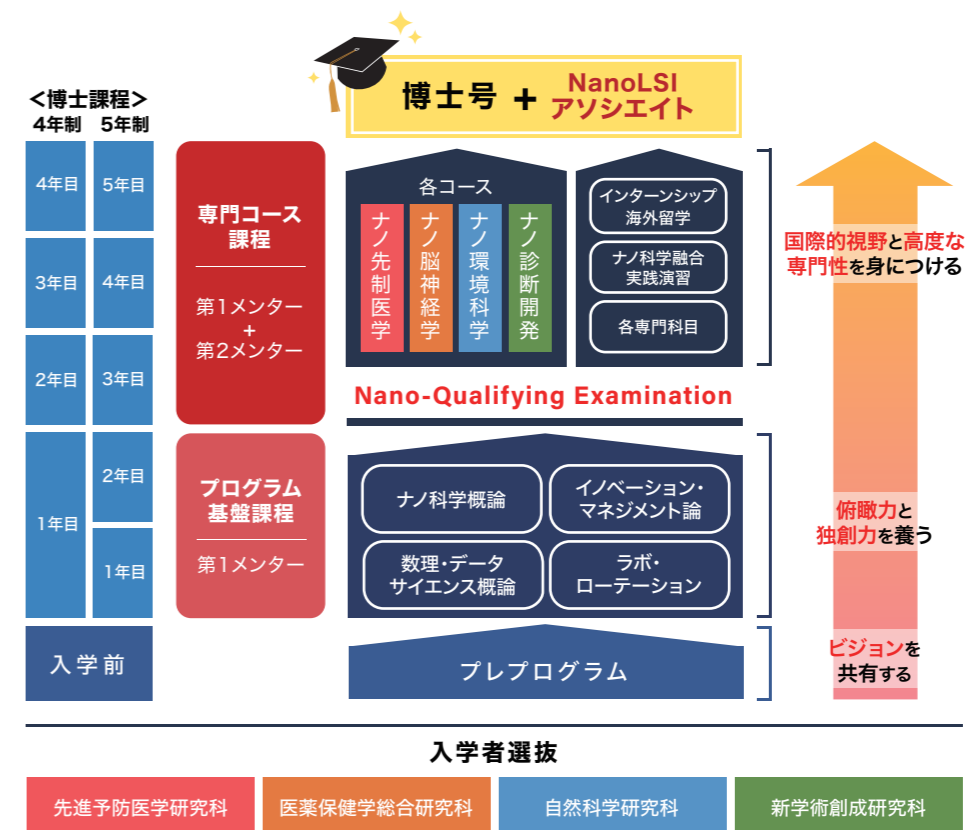 博士号 + NanoLSI
アソシエイト
<博士課程>
4年制 5年制
4年目 5年目
3年目 4年目
2年目 3年目
1年目
2年目
1年目
入学前
専門コース
課程
第1メンター
+
第2メンター
プログラム
基盤課程
第1メンター
各コース
ナノ先制医学
ナノ脳神経学
ナノ環境科学
ナノ診断開発
インターンシップ
海外留学
ナノ科学融合
実践演習
各専門科目
Nano-Qualifying Examination
ナノ科学概論
イノベーション・
マネジメント論
数理・データ
サイエンス概論
ラボ・
ローテーション
プレプログラム
国際的視野と高度な
専門性を身につける
俯瞰力と
独創力を養う
ビジョンを
共有する
入学者選抜
先進予防医学研究科
医薬保健学総合研究科
自然科学研究科
新学術創成研究科